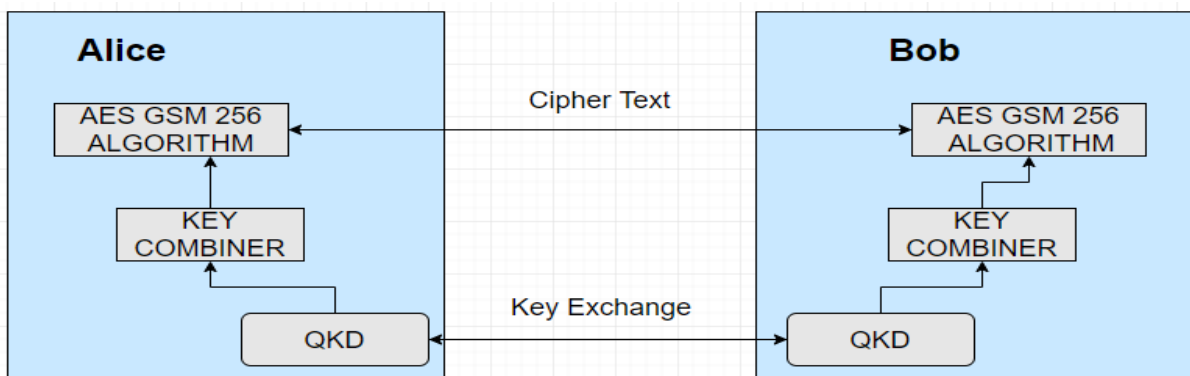 Alice
Bob
Cipher Text
AES GSM 256
ALGORITHM
AES GSM 256
ALGORITHM
KEY
COMBINER
KEY
COMBINER
Key Exchange
QKD
QKD